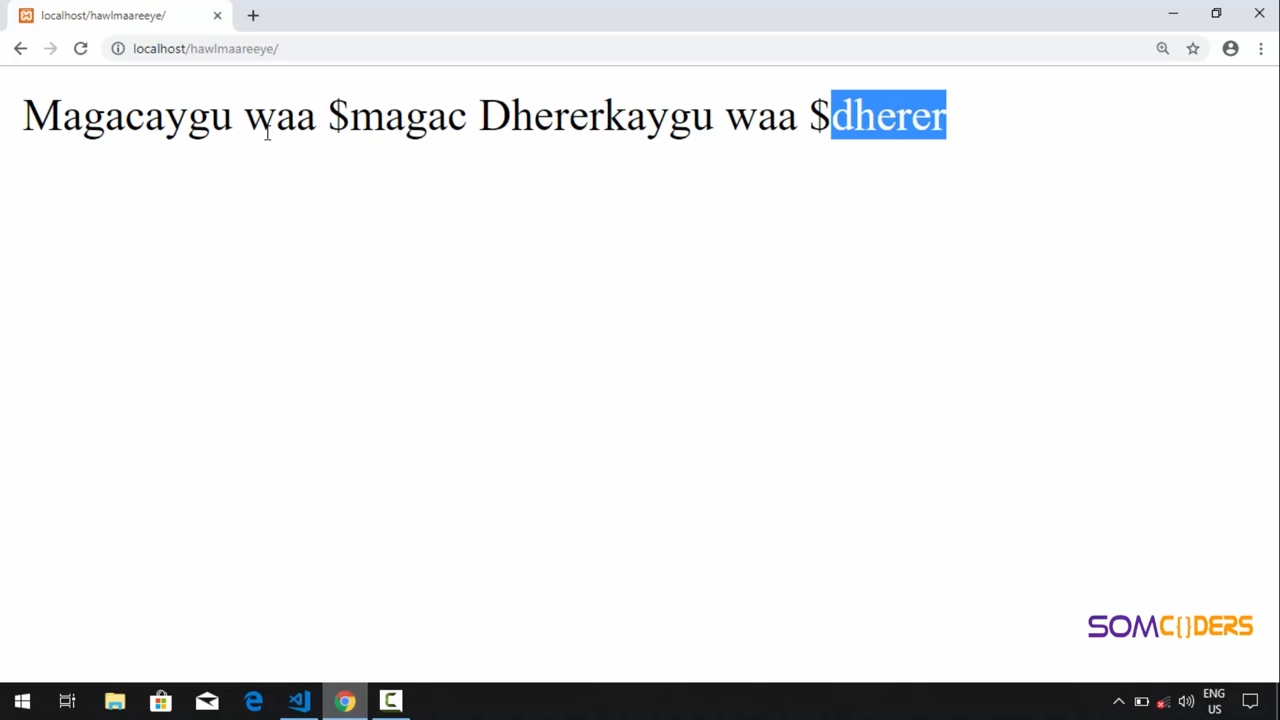 localhost/hawlmaareeye/
localhost/hawlmaareeye/
Magacaygu waa $magac Dhererkaygu waa $dherer
SOMC{}DERS
ENG
US